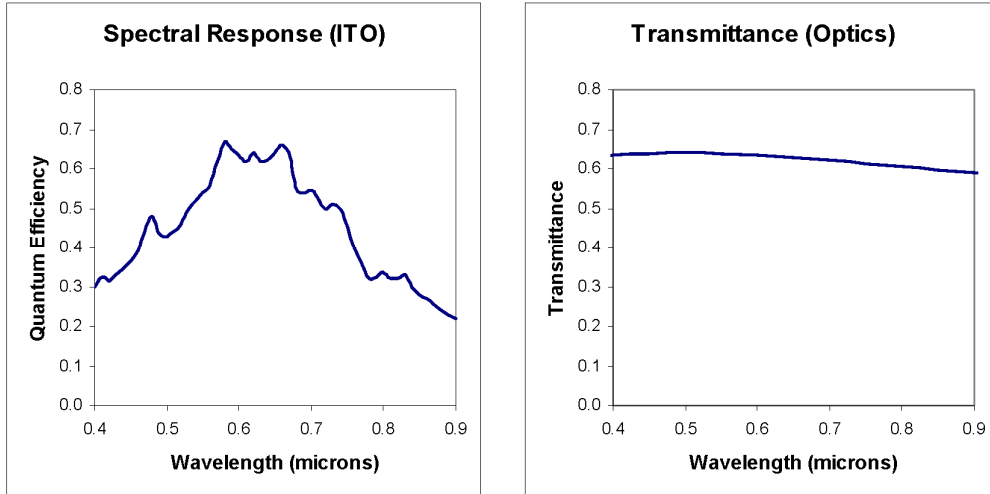 Spectral Response (ITO)
0.8
0.7
0.6
0.5
0.4
0.3
0.2
0.1
0.0
Quantum Efficiency
0.4 0.5 0.6 0.7 0.8 0.9
Wavelength (microns)
Transmittance (Optics)
0.8
0.7
0.6
0.5
0.4
0.3
0.2
0.1
0.0
Transmittance
0.4 0.5 0.6 0.7 0.8 0.9
Wavelength (microns)